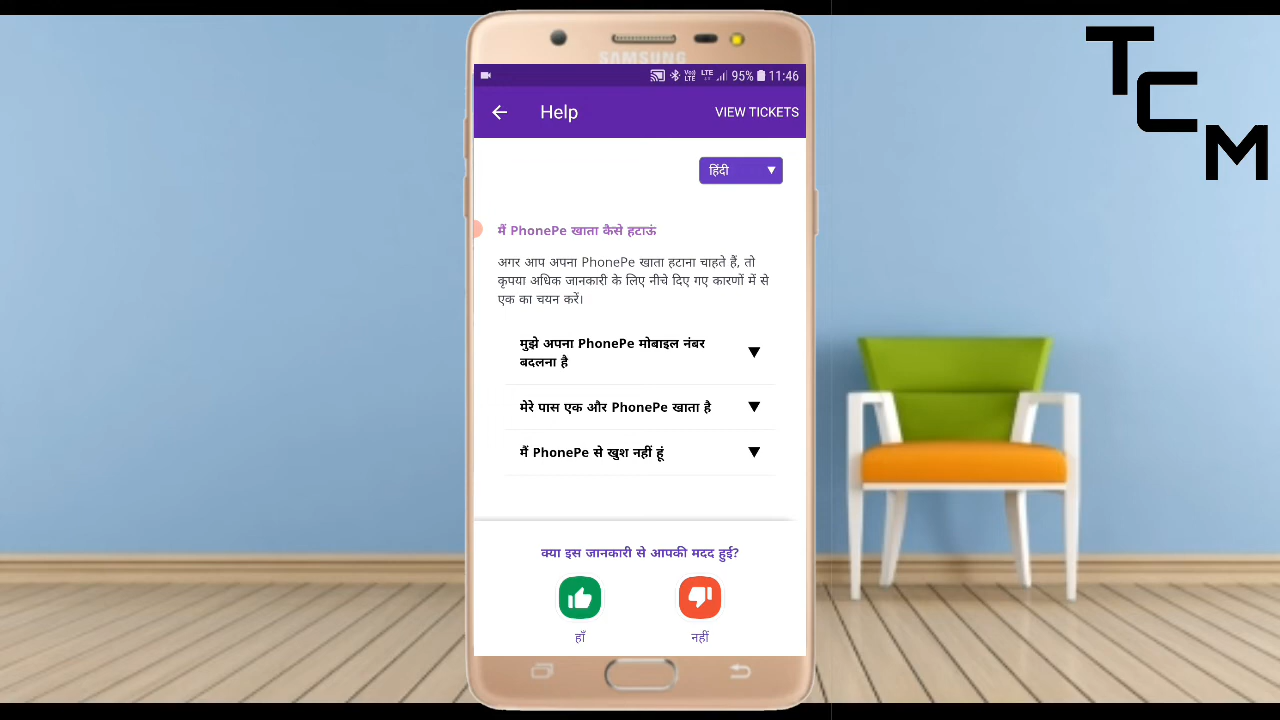 SAMSUNG
LTE 95% 11:46
Help VIEW TICKETS
हिंदी
मैं PhonePe खाता कैसे हटाऊं
अगर आप अपना PhonePe खाता हटाना चाहते हैं, तो
कृपया अधिक जानकारी के लिए नीचे दिए गए कारणों में से
एक का चयन करें।
मुझे अपना PhonePe मोबाइल नंबर
बदलना है
मेरे पास एक और PhonePe खाता है
मैं PhonePe से खुश नहीं हूं
क्या इस जानकारी से आपकी मदद हुई?
हाँ नहीं
T
C
M